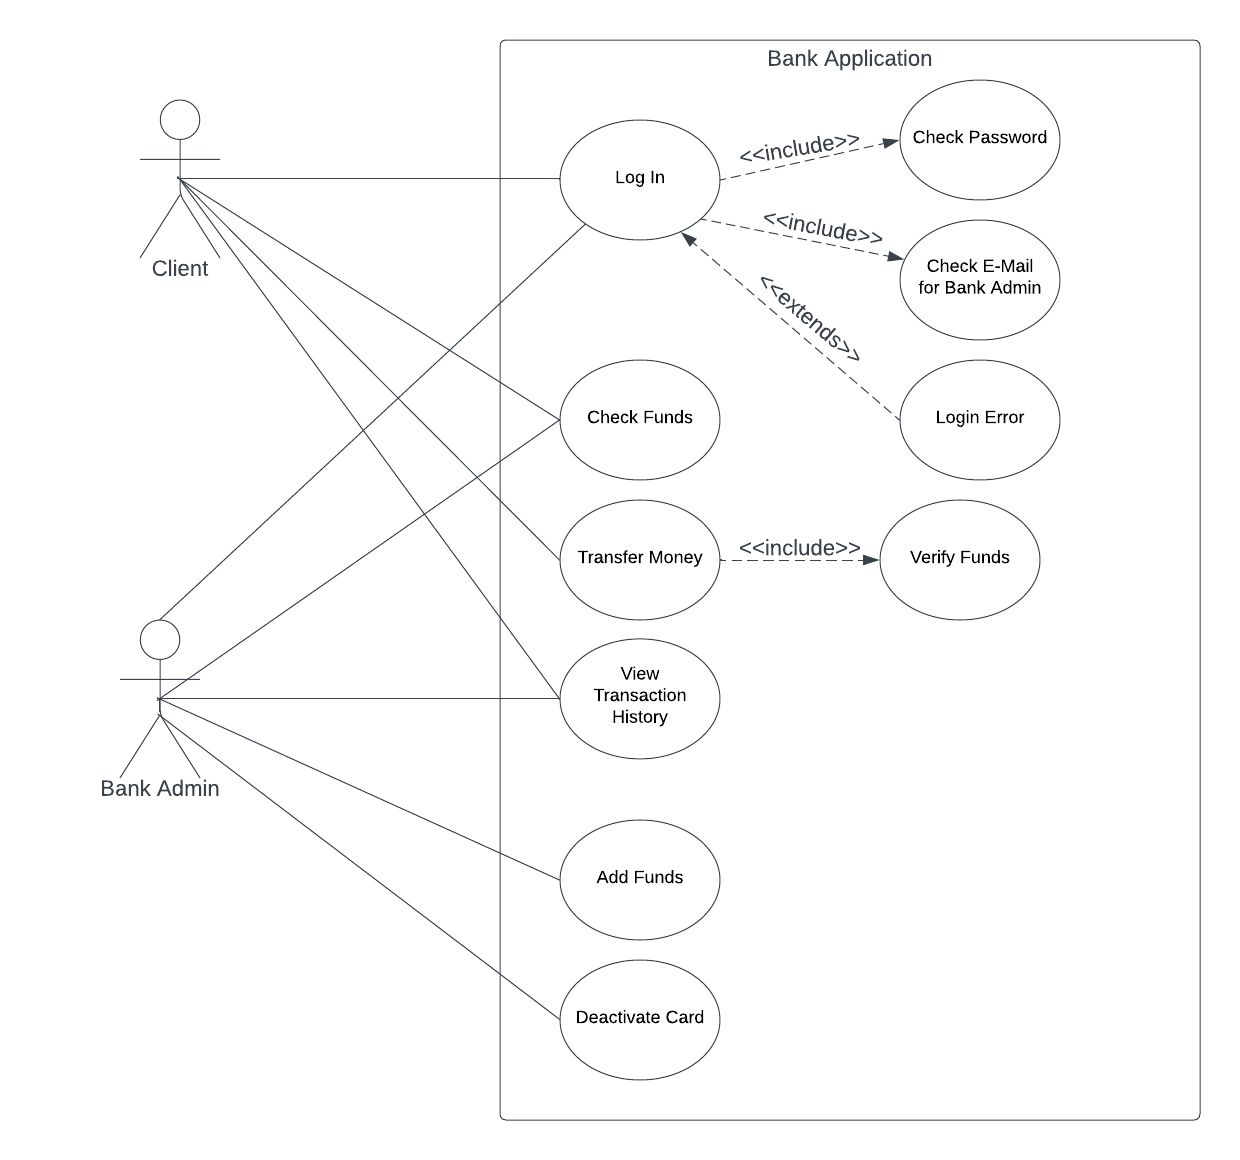 Bank Application
Client
Log In
<<include>>
Check Password
<<include>>
Check E-Mail
for Bank Admin
<<extends>>
Login Error
Check Funds
Transfer Money
<<include>>
Verify Funds
View
Transaction
History
Bank Admin
Add Funds
Deactivate Card